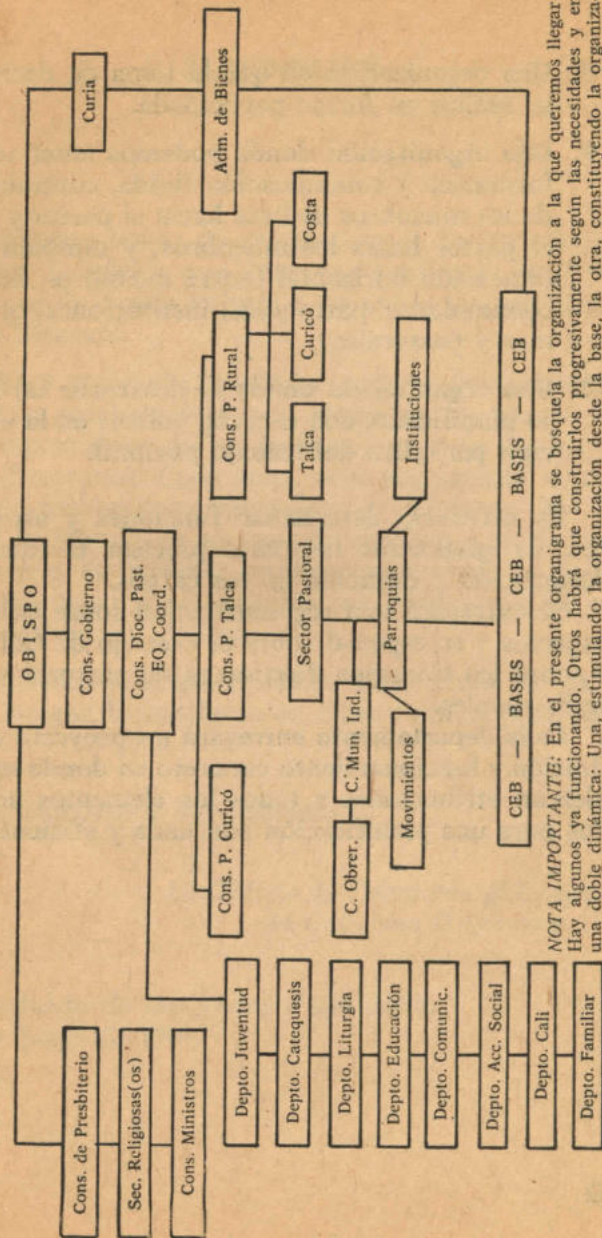 OBISPO
Cons. de Presbiterio
Sec. Religiosas(os)
Cons. Ministros
Cons. Gobierno
Curia
Cons. Dioc. Past.
EQ. Coord.
Adm. de Bienes
Depto. Juventud
Depto. Catequesis
Depto. Liturgia
Depto. Educación
Depto. Comunic.
Depto. Acc. Social
Depto. Cali
Depto. Familiar
Cons. P. Curicó
Cons. P. Talca
Cons. P. Rural
Sector Pastoral
Talca
Curicó
Costa
C. Obrer.
C. Mun. Ind.
Movimientos
Parroquias
Instituciones
CEB — BASES — CEB — BASES — CEB
NOTA IMPORTANTE: En el presente organigrama se bosqueja la organización a la que queremos llegar
Hay algunos ya funcionando. Otros habrá que construirlos progresivamente según las necesidades y en
una doble dinámica: Una, estimulando la organización desde la base, la otra, constituyendo la organiza-